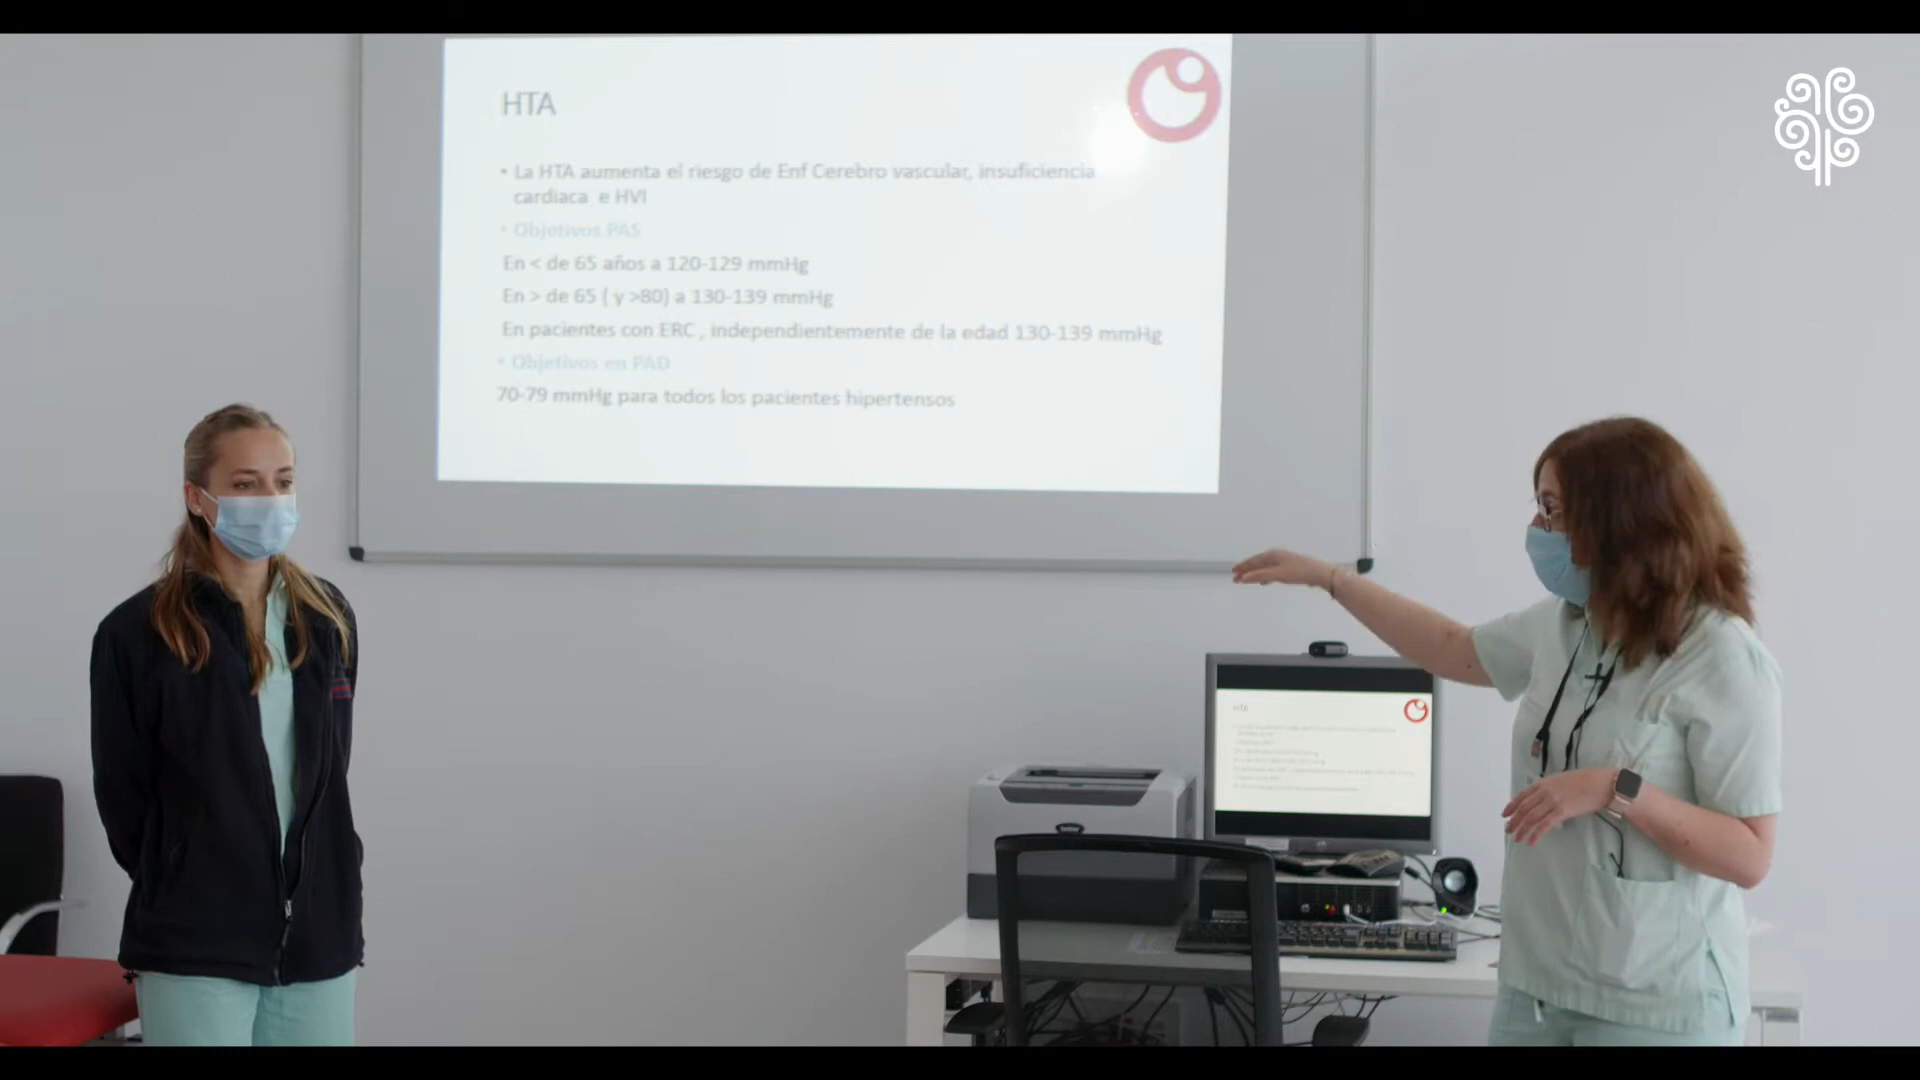 HTA
• La HTA aumenta el riesgo de Enf Cerebro vascular, insuficiencia
cardiaca e HVI
• Objetivos PAS
En < de 65 años a 120-129 mmHg
En > de 65 ( y >80) a 130-139 mmHg
En pacientes con ERC , independientemente de la edad 130-139 mmHg
• Objetivos en PAD
70-79 mmHg para todos los pacientes hipertensos
HTA
brother